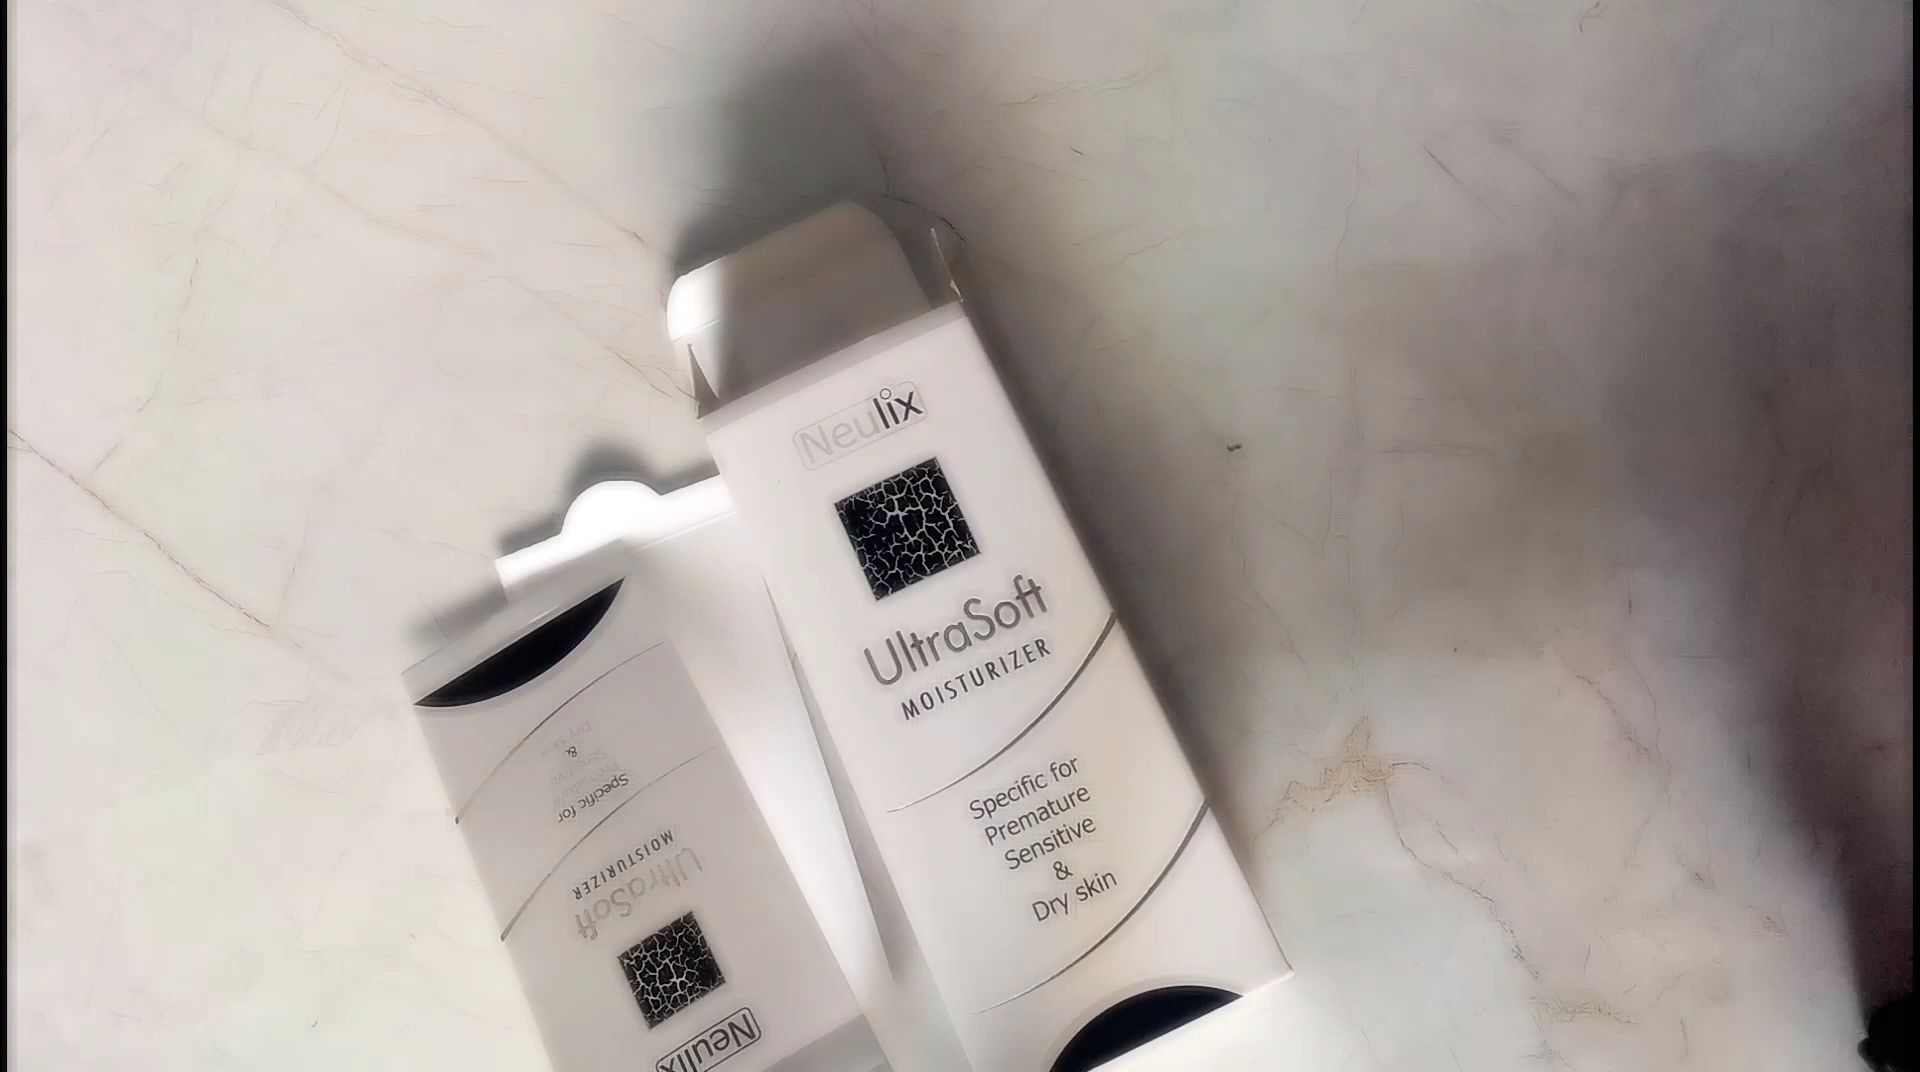 Neulix
UltraSoft
MOISTURIZER
Specific for
Premature
Sensitive
&
Dry skin
Neulix
UltraSoft
MOISTURIZER
Specific for
Premature
Sensitive
&
Dry skin